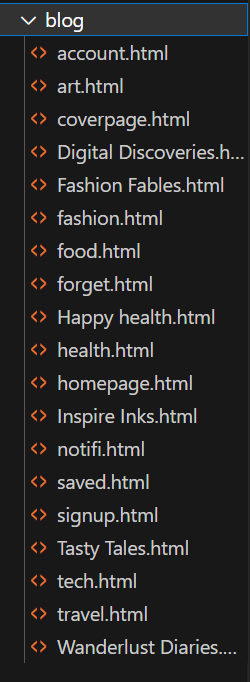 blog
account.html
art.html
coverpage.html
Digital Discoveries.h...
Fashion Fables.html
fashion.html
food.html
forget.html
Happy health.html
health.html
homepage.html
Inspire Inks.html
notifi.html
saved.html
signup.html
Tasty Tales.html
tech.html
travel.html
Wanderlust Diaries....